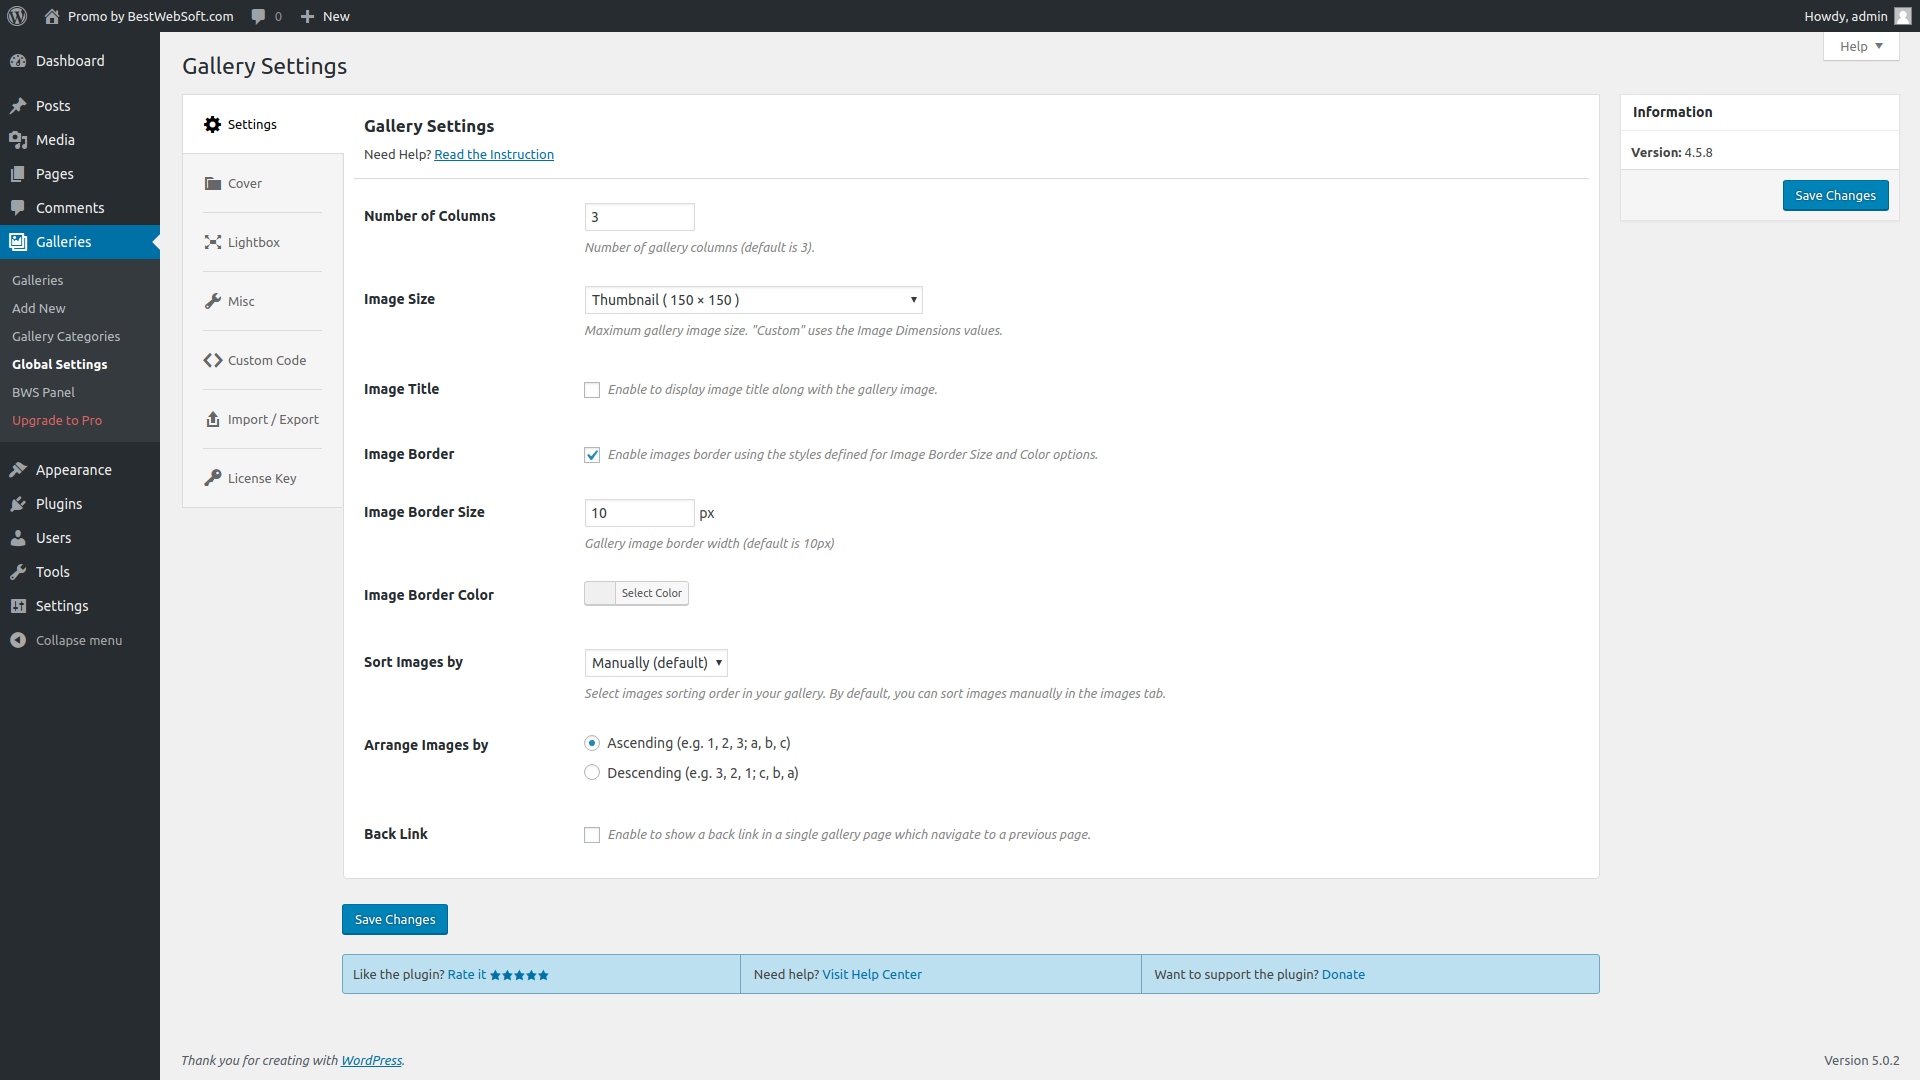 Promo by BestWebSoft.com
0
New
Howdy, admin
Help
Dashboard
Posts
Media
Pages
Comments
Galleries
Galleries
Add New
Gallery Categories
Global Settings
BWS Panel
Upgrade to Pro
Appearance
Plugins
Users
Tools
Settings
Collapse menu
Gallery Settings
Settings
Cover
Lightbox
Misc
Custom Code
Import / Export
License Key
Gallery Settings
Need Help? Read the Instruction
Number of Columns
3
Number of gallery columns (default is 3).
Image Size
Thumbnail ( 150 × 150 )
Maximum gallery image size. "Custom" uses the Image Dimensions values.
Image Title
Enable to display image title along with the gallery image.
Image Border
Enable images border using the styles defined for Image Border Size and Color options.
Image Border Size
10 px
Gallery image border width (default is 10px)
Image Border Color
Select Color
Sort Images by
Manually (default)
Select images sorting order in your gallery. By default, you can sort images manually in the images tab.
Arrange Images by
Ascending (e.g. 1, 2, 3; a, b, c)
Descending (e.g. 3, 2, 1; c, b, a)
Back Link
Enable to show a back link in a single gallery page which navigate to a previous page.
Save Changes
Like the plugin? Rate it
Need help? Visit Help Center
Want to support the plugin? Donate
Information
Version: 4.5.8
Save Changes
Thank you for creating with WordPress.
Version 5.0.2